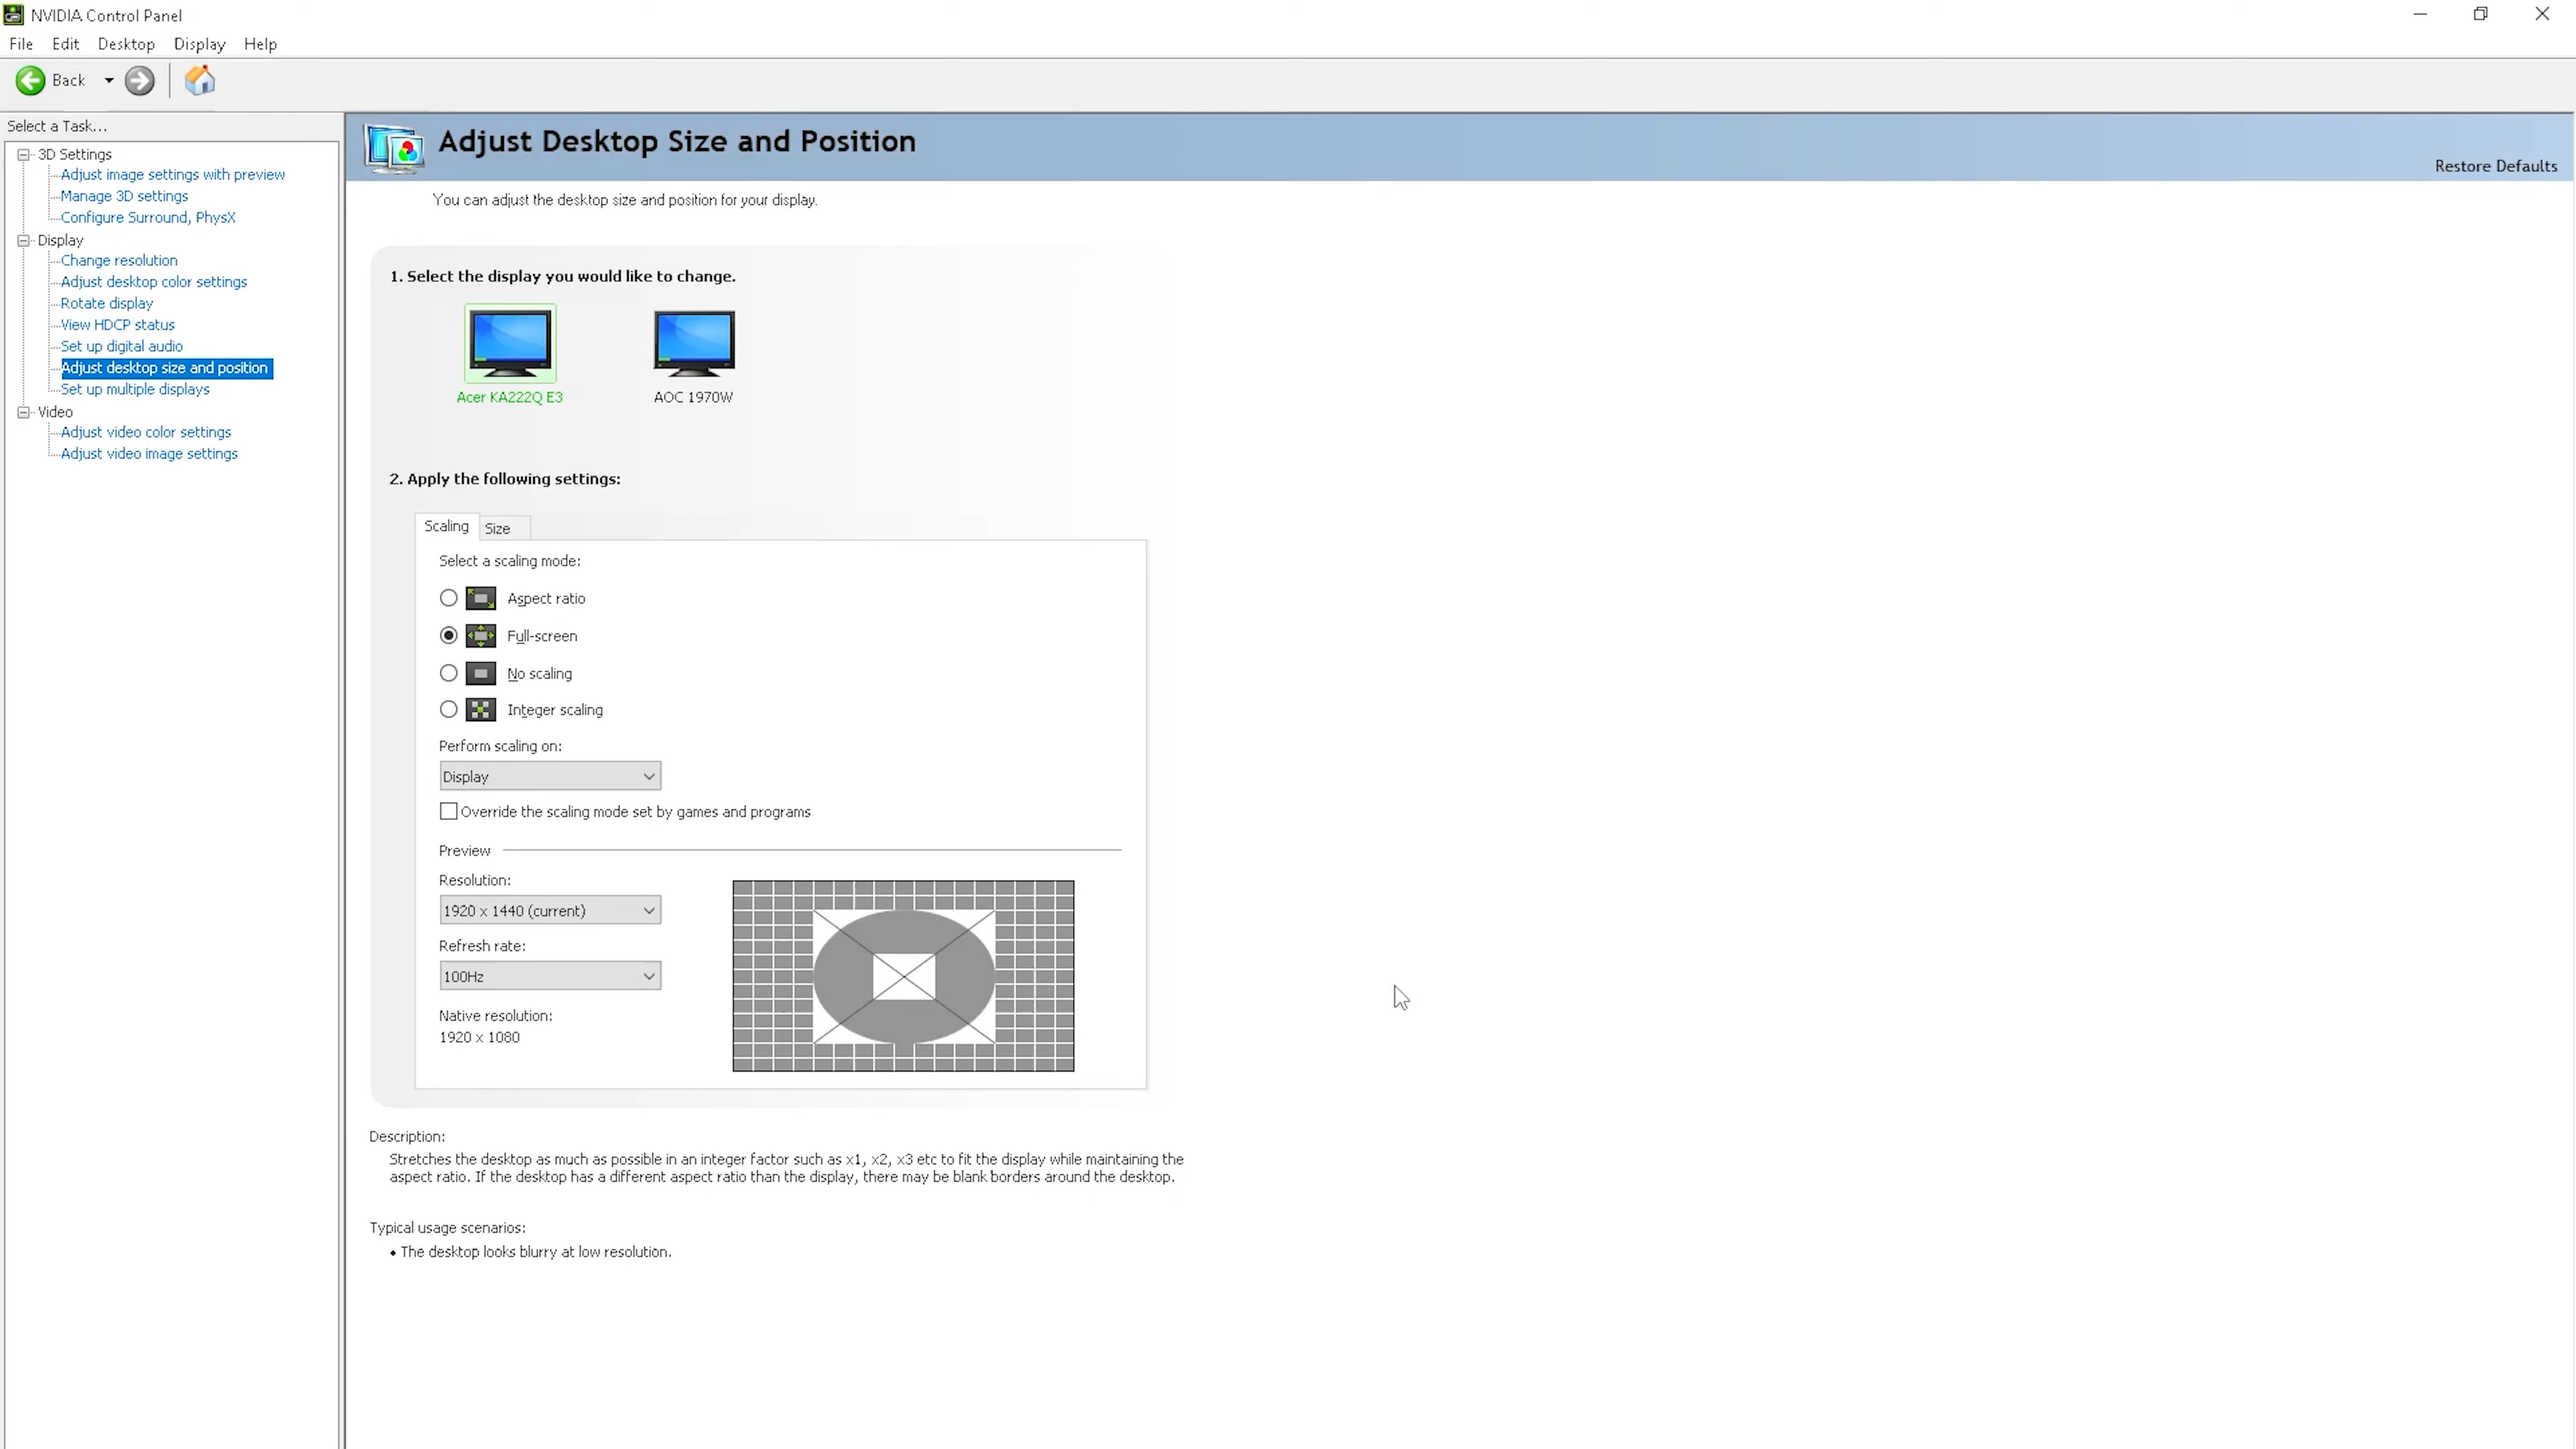 NVIDIA Control Panel
File Edit Desktop Display Help
Back
Select a Task...
3D Settings
Adjust image settings with preview
Manage 3D settings
Configure Surround, PhysX
Display
Change resolution
Adjust desktop color settings
Rotate display
View HDCP status
Set up digital audio
Adjust desktop size and position
Set up multiple displays
Video
Adjust video color settings
Adjust video image settings
Adjust Desktop Size and Position
Restore Defaults
You can adjust the desktop size and position for your display.
1. Select the display you would like to change.
Acer KA222Q E3 AOC 1970W
2. Apply the following settings:
Scaling Size
Select a scaling mode:
Aspect ratio
Full-screen
No scaling
Integer scaling
Perform scaling on:
Display
Override the scaling mode set by games and programs
Preview
Resolution:
1920 x 1440 (current)
Refresh rate:
100Hz
Native resolution:
1920 x 1080
Description:
Stretches the desktop as much as possible in an integer factor such as x1, x2, x3 etc to fit the display while maintaining the
aspect ratio. If the desktop has a different aspect ratio than the display, there may be blank borders around the desktop.
Typical usage scenarios:
• The desktop looks blurry at low resolution.